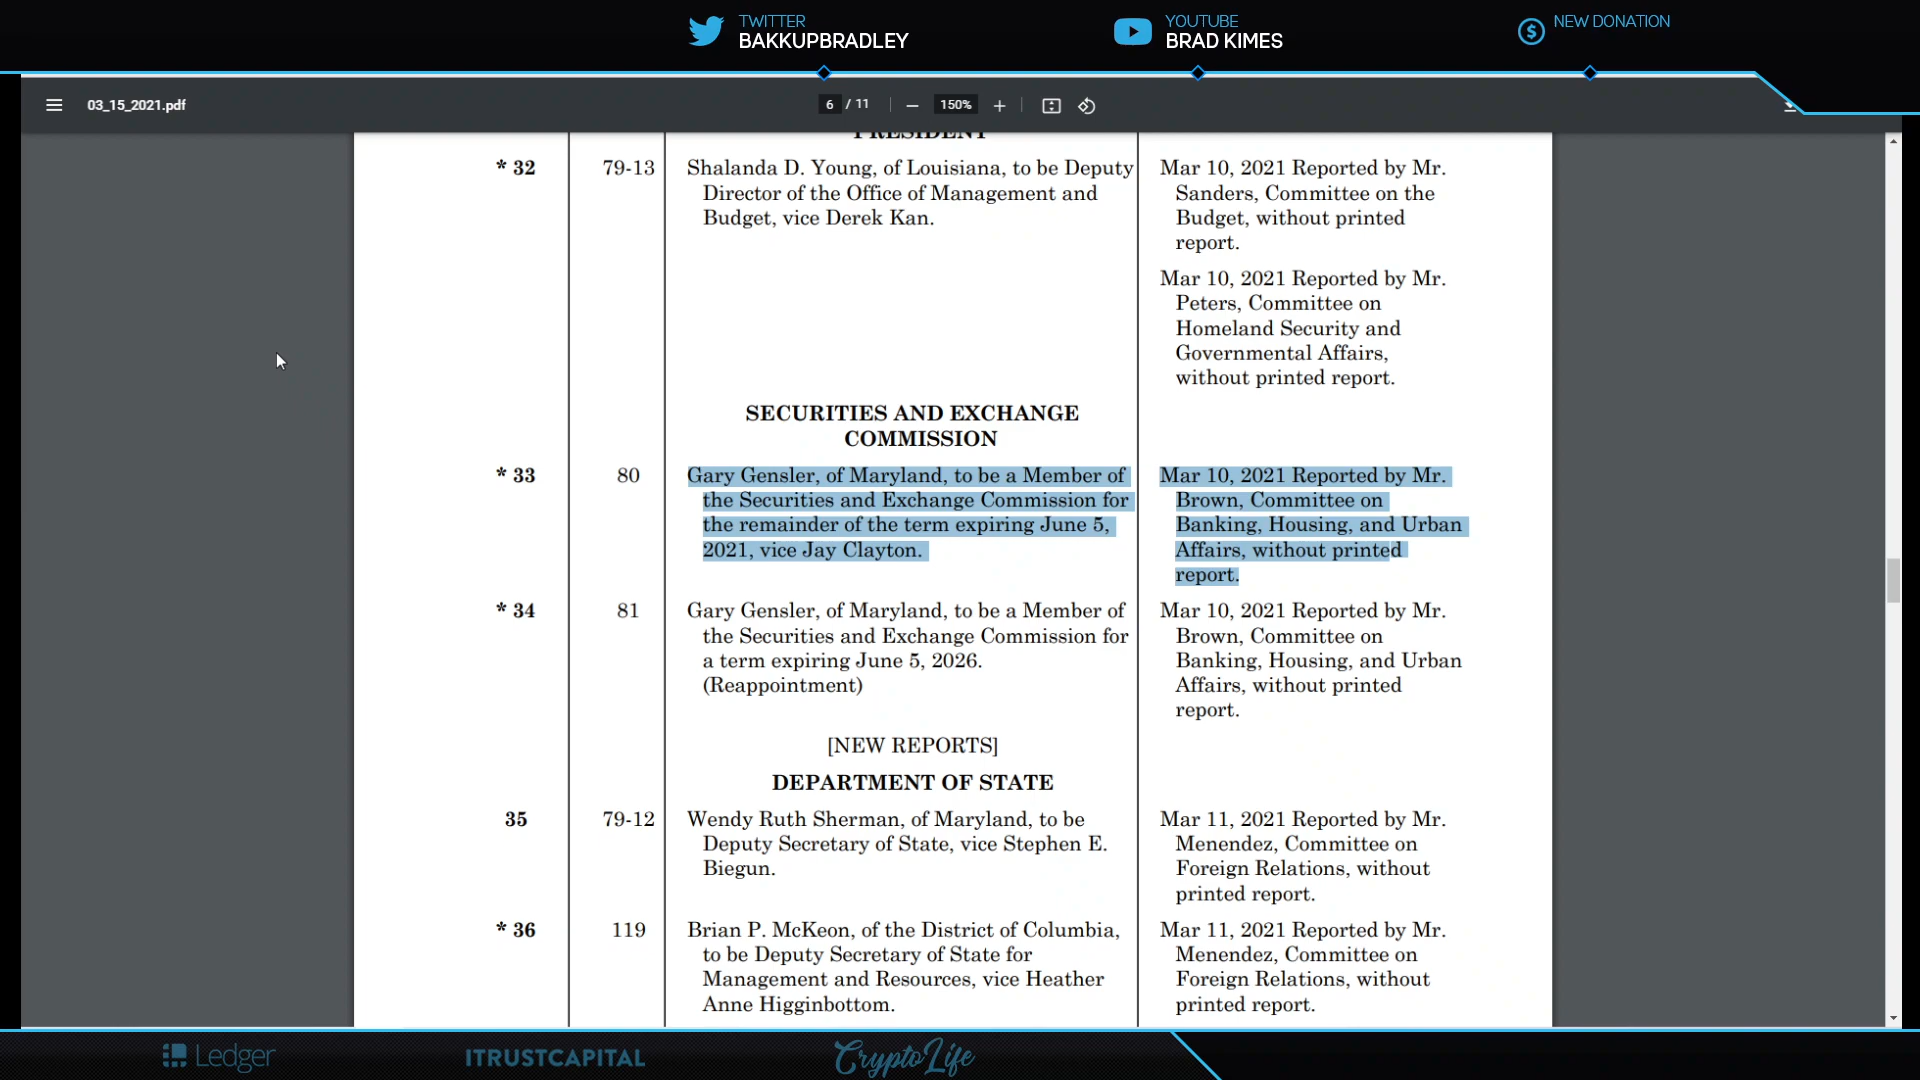 TWITTER
BAKKUPBRADLEY
YOUTUBE
BRAD KIMES
NEW DONATION
03_15_2021.pdf
6 / 11
150%
PRESIDENT
* 32
79-13
Shalanda D. Young, of Louisiana, to be Deputy
Director of the Office of Management and
Budget, vice Derek Kan.
Mar 10, 2021 Reported by Mr.
Sanders, Committee on the
Budget, without printed
report.
Mar 10, 2021 Reported by Mr.
Peters, Committee on
Homeland Security and
Governmental Affairs,
without printed report.
SECURITIES AND EXCHANGE
COMMISSION
* 33
80
Gary Gensler, of Maryland, to be a Member of
the Securities and Exchange Commission for
the remainder of the term expiring June 5,
2021, vice Jay Clayton.
Mar 10, 2021 Reported by Mr.
Brown, Committee on
Banking, Housing, and Urban
Affairs, without printed
report.
* 34
81
Gary Gensler, of Maryland, to be a Member of
the Securities and Exchange Commission for
a term expiring June 5, 2026.
(Reappointment)
Mar 10, 2021 Reported by Mr.
Brown, Committee on
Banking, Housing, and Urban
Affairs, without printed
report.
[NEW REPORTS]
DEPARTMENT OF STATE
35
79-12
Wendy Ruth Sherman, of Maryland, to be
Deputy Secretary of State, vice Stephen E.
Biegun.
Mar 11, 2021 Reported by Mr.
Menendez, Committee on
Foreign Relations, without
printed report.
* 36
119
Brian P. McKeon, of the District of Columbia,
to be Deputy Secretary of State for
Management and Resources, vice Heather
Anne Higginbottom.
Mar 11, 2021 Reported by Mr.
Menendez, Committee on
Foreign Relations, without
printed report.
Ledger
ITRUSTCAPITAL
CryptoLife